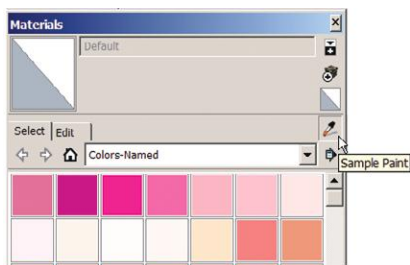 Materials
Default
Select
Edit
Colors-Named
Sample Paint